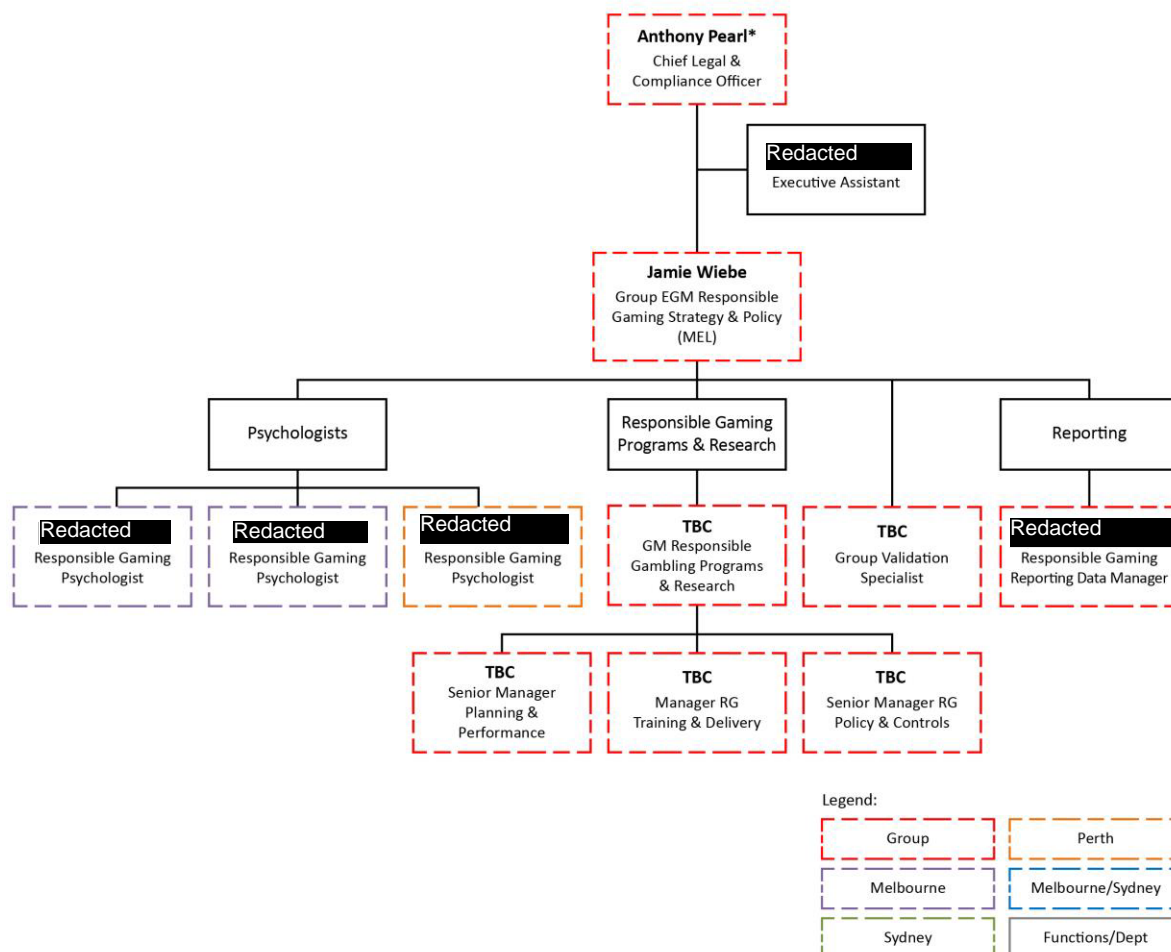 Anthony Pearl*
Chief Legal &
Compliance Officer
Redacted
Executive Assistant
Jamie Wiebe
Group EGM Responsible
Gaming Strategy & Policy
(MEL)
Psychologists
Responsible Gaming
Programs & Research
Reporting
Redacted
Responsible Gaming
Psychologist
Redacted
Responsible Gaming
Psychologist
Redacted
Responsible Gaming
Psychologist
TBC
GM Responsible
Gambling Programs
& Research
TBC
Group Validation
Specialist
Redacted
Responsible Gaming
Reporting Data Manager
TBC
Senior Manager
Planning &
Performance
TBC
Manager RG
Training & Delivery
TBC
Senior Manager RG
Policy & Controls
Legend:
Group
Perth
Melbourne
Melbourne/Sydney
Sydney
Functions/Dept